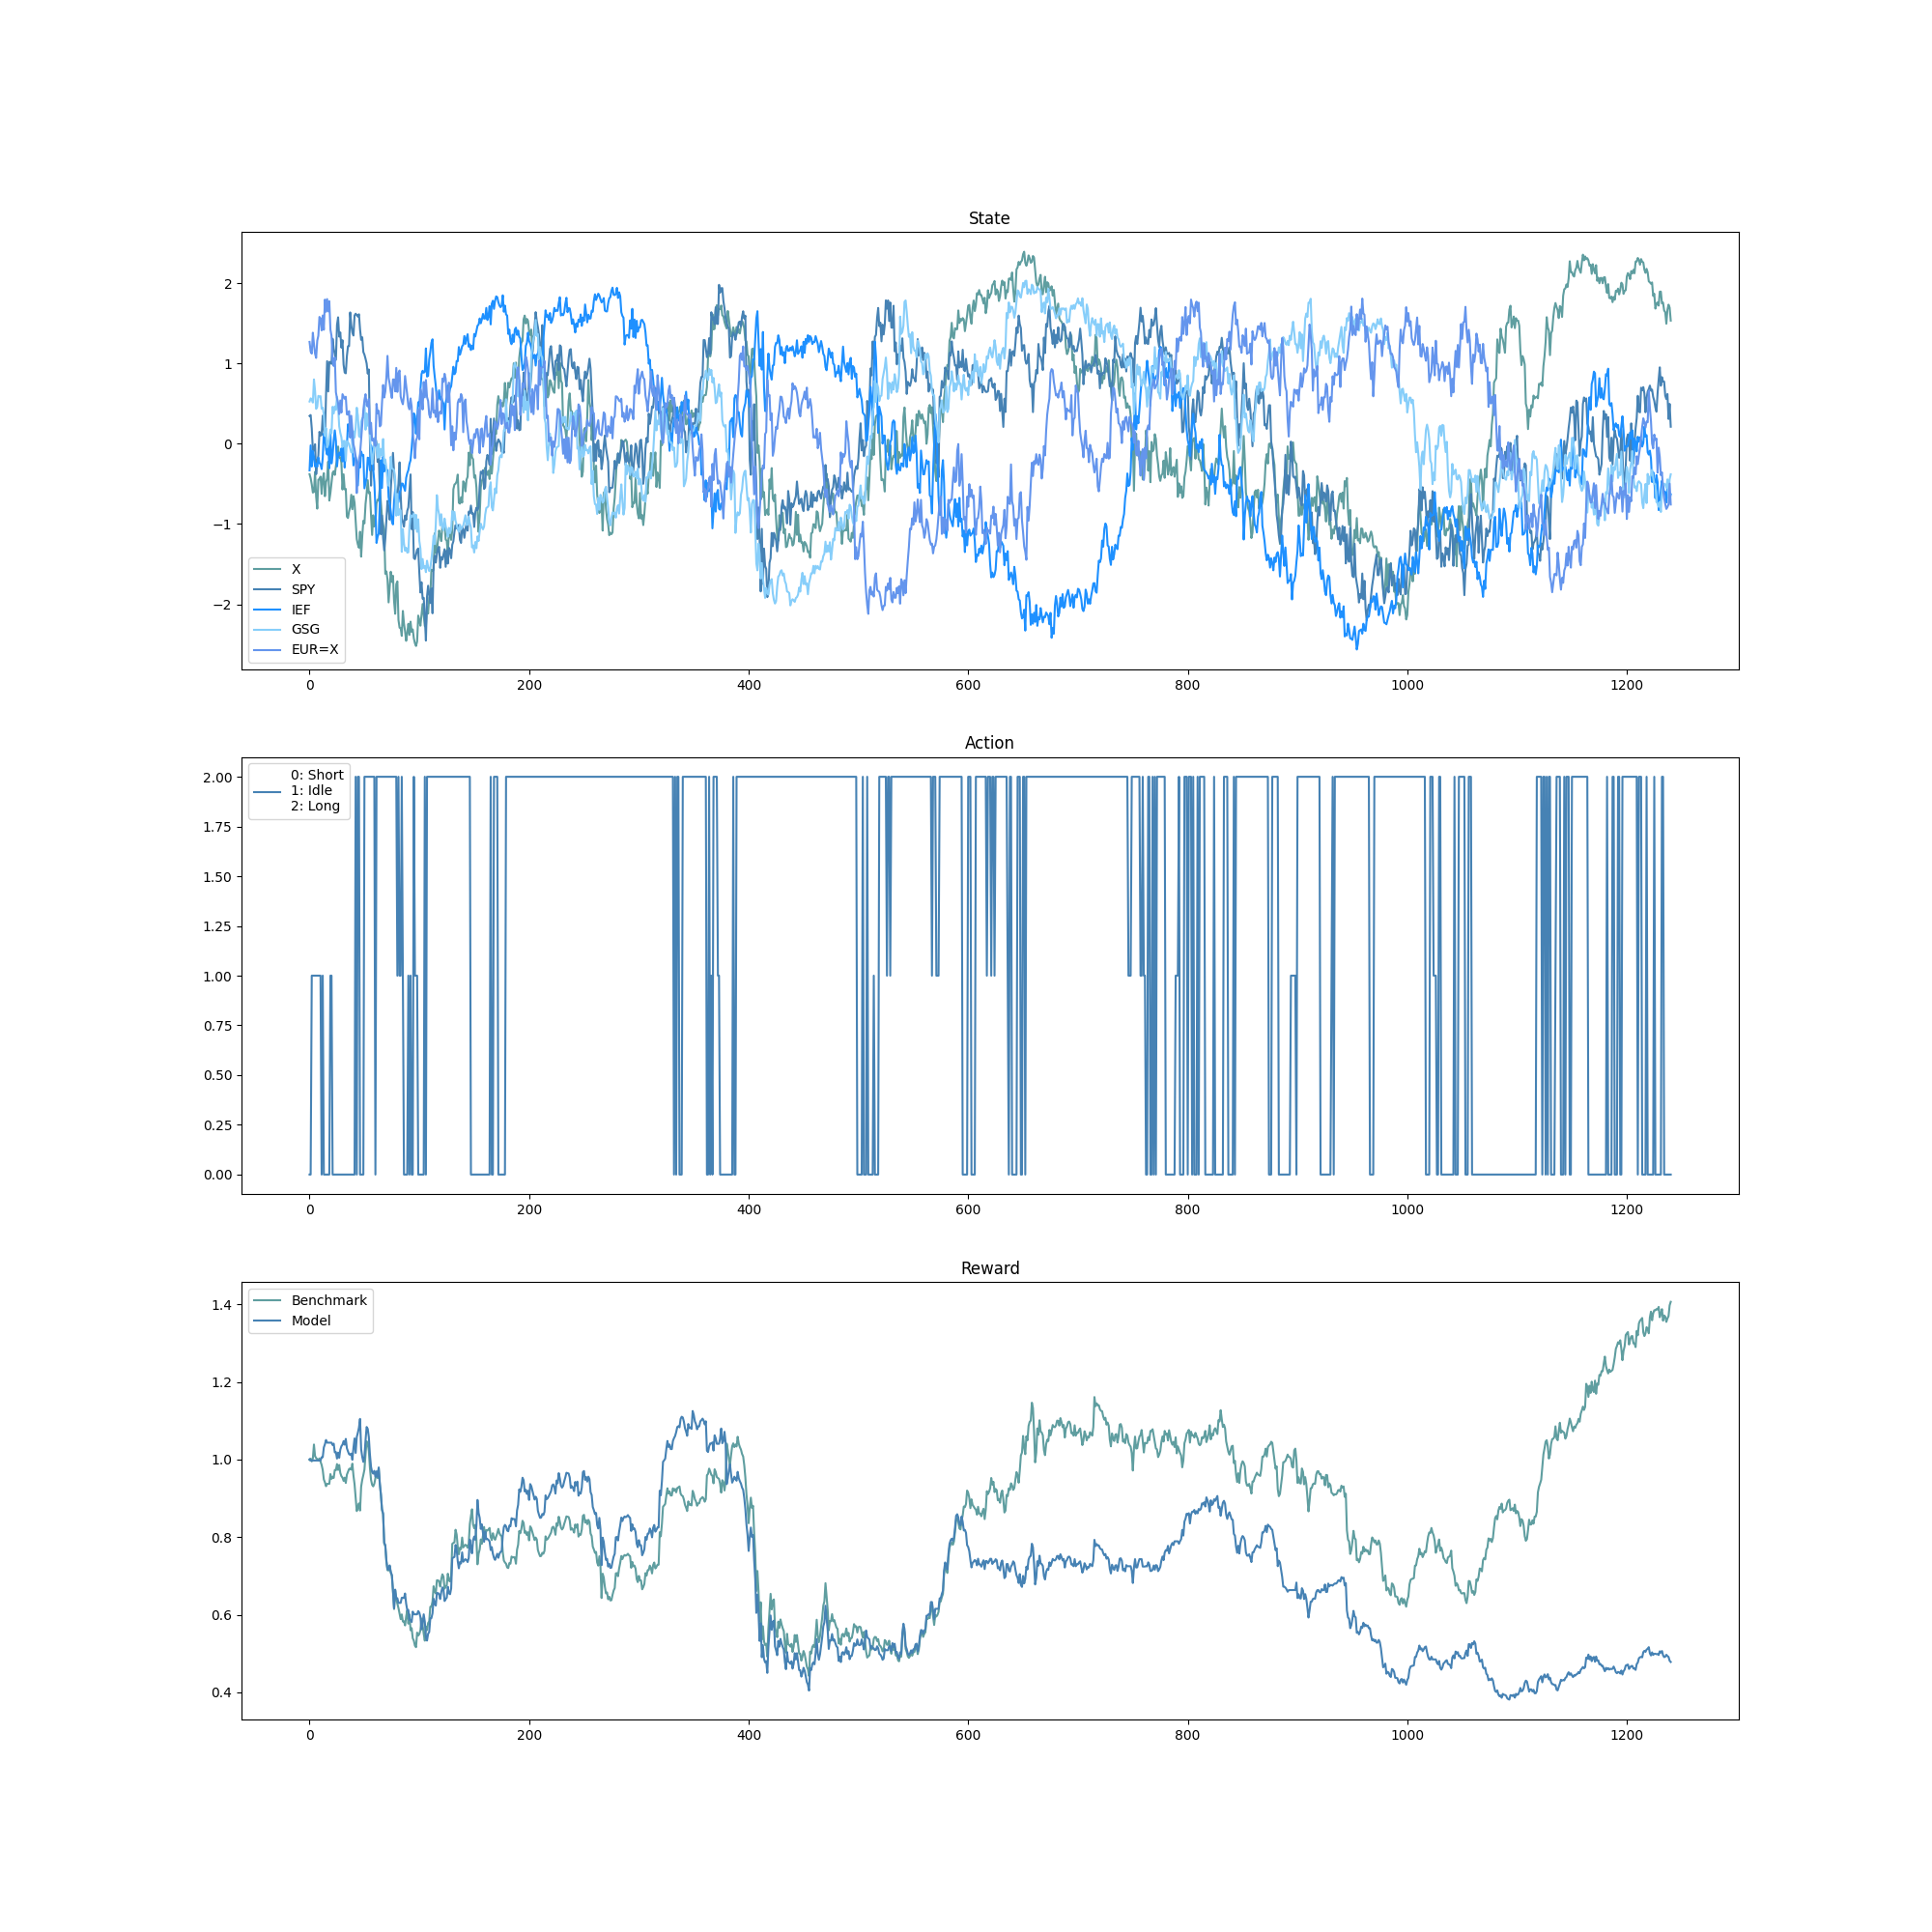 State
2
1
0
−1
−2
X
SPY
IEF
GSG
EUR=X
0 200 400 600 800 1000 1200
Action
2.00
1.75
1.50
1.25
1.00
0.75
0.50
0.25
0.00
0: Short
1: Idle
2: Long
0 200 400 600 800 1000 1200
Reward
1.4
1.2
1.0
0.8
0.6
0.4
Benchmark
Model
0 200 400 600 800 1000 1200